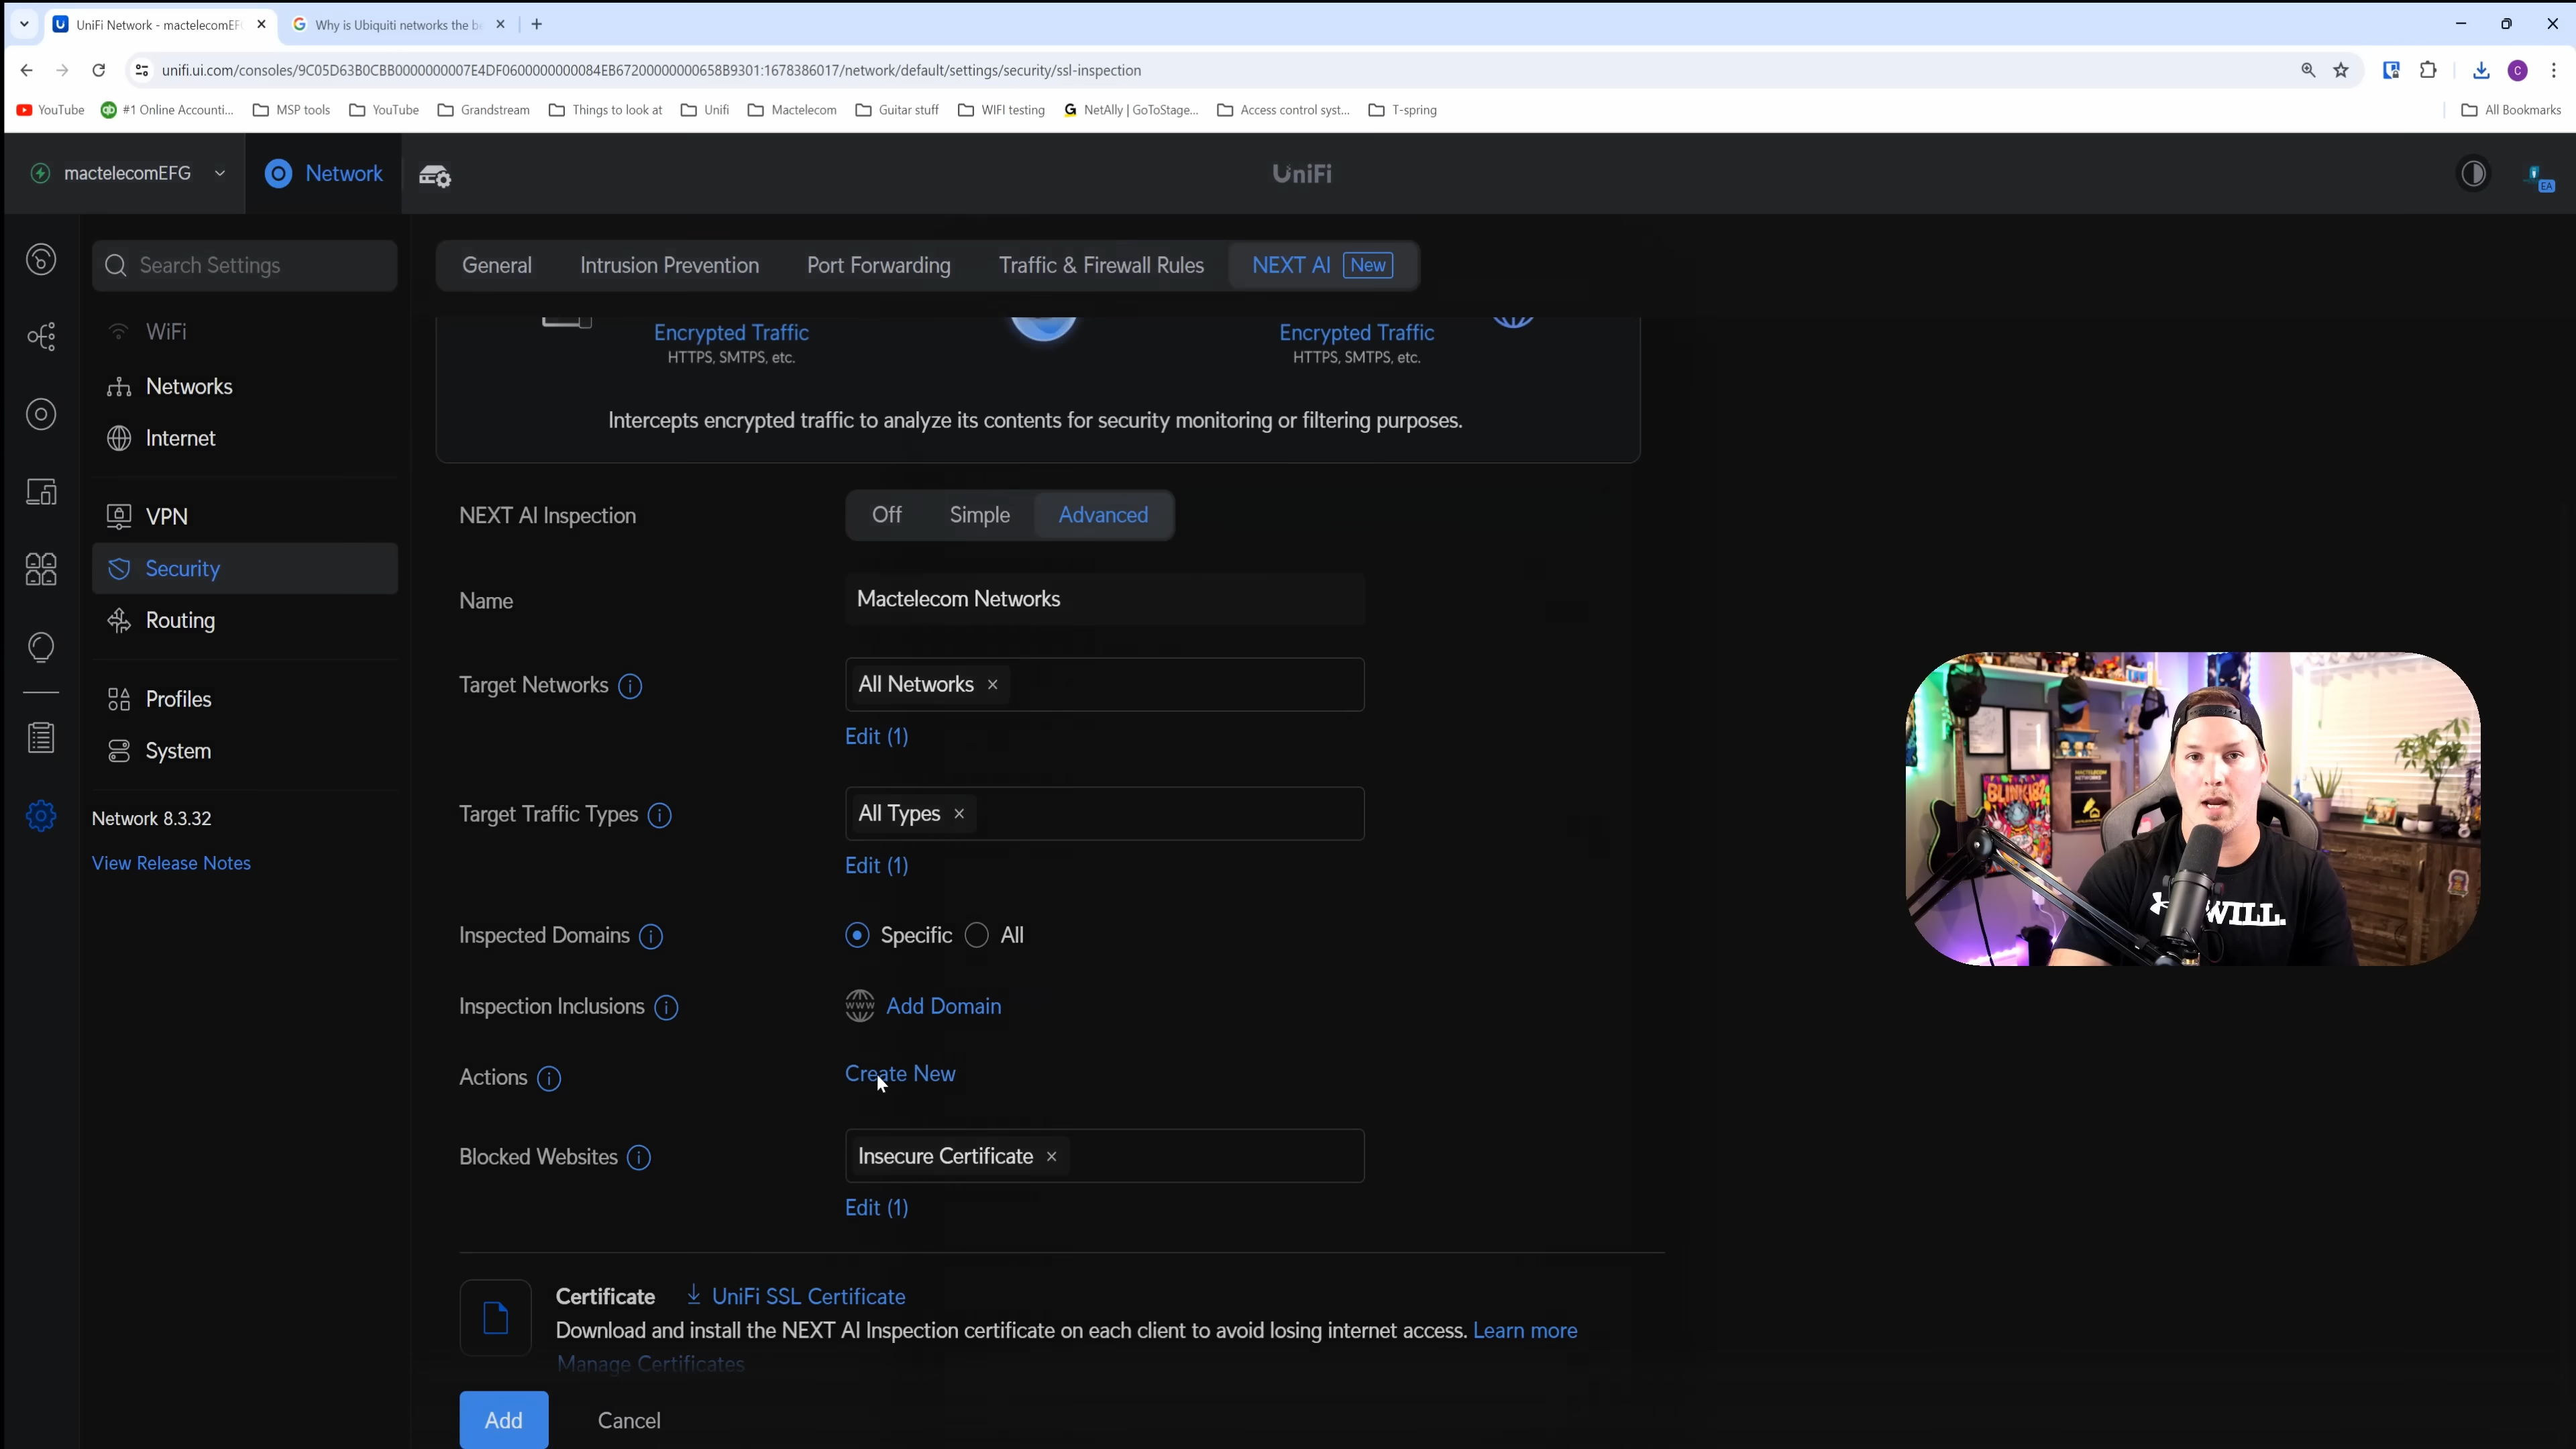 UniFi Network - mactelecomEF
Why is Ubiquiti networks the be
unifi.ui.com/consoles/9C05D63B0CBB0000000007E4DF0600000000084EB67200000000658B9301:1678386017/network/default/settings/security/ssl-inspection
YouTube
#1 Online Accounti...
MSP tools
YouTube
Grandstream
Things to look at
Unifi
Mactelecom
Guitar stuff
WIFI testing
NetAlly | GoToStage...
Access control syst...
T-spring
All Bookmarks
mactelecomEFG
Network
UniFi
EA
Search Settings
WiFi
Networks
Internet
VPN
Security
Routing
Profiles
System
Network 8.3.32
View Release Notes
General
Intrusion Prevention
Port Forwarding
Traffic & Firewall Rules
NEXT AI New
Encrypted Traffic
HTTPS, SMTPS, etc.
Encrypted Traffic
HTTPS, SMTPS, etc.
Intercepts encrypted traffic to analyze its contents for security monitoring or filtering purposes.
NEXT AI Inspection
Off Simple Advanced
Name
Mactelecom Networks
Target Networks
All Networks
Edit (1)
Target Traffic Types
All Types
Edit (1)
Inspected Domains
Specific All
Inspection Inclusions
Add Domain
Actions
Create New
Blocked Websites
Insecure Certificate
Edit (1)
Certificate UniFi SSL Certificate
Download and install the NEXT AI Inspection certificate on each client to avoid losing internet access. Learn more
Manage Certificates
Add Cancel
BLINK182
MACTELECOM
NETWORKS
WILL.